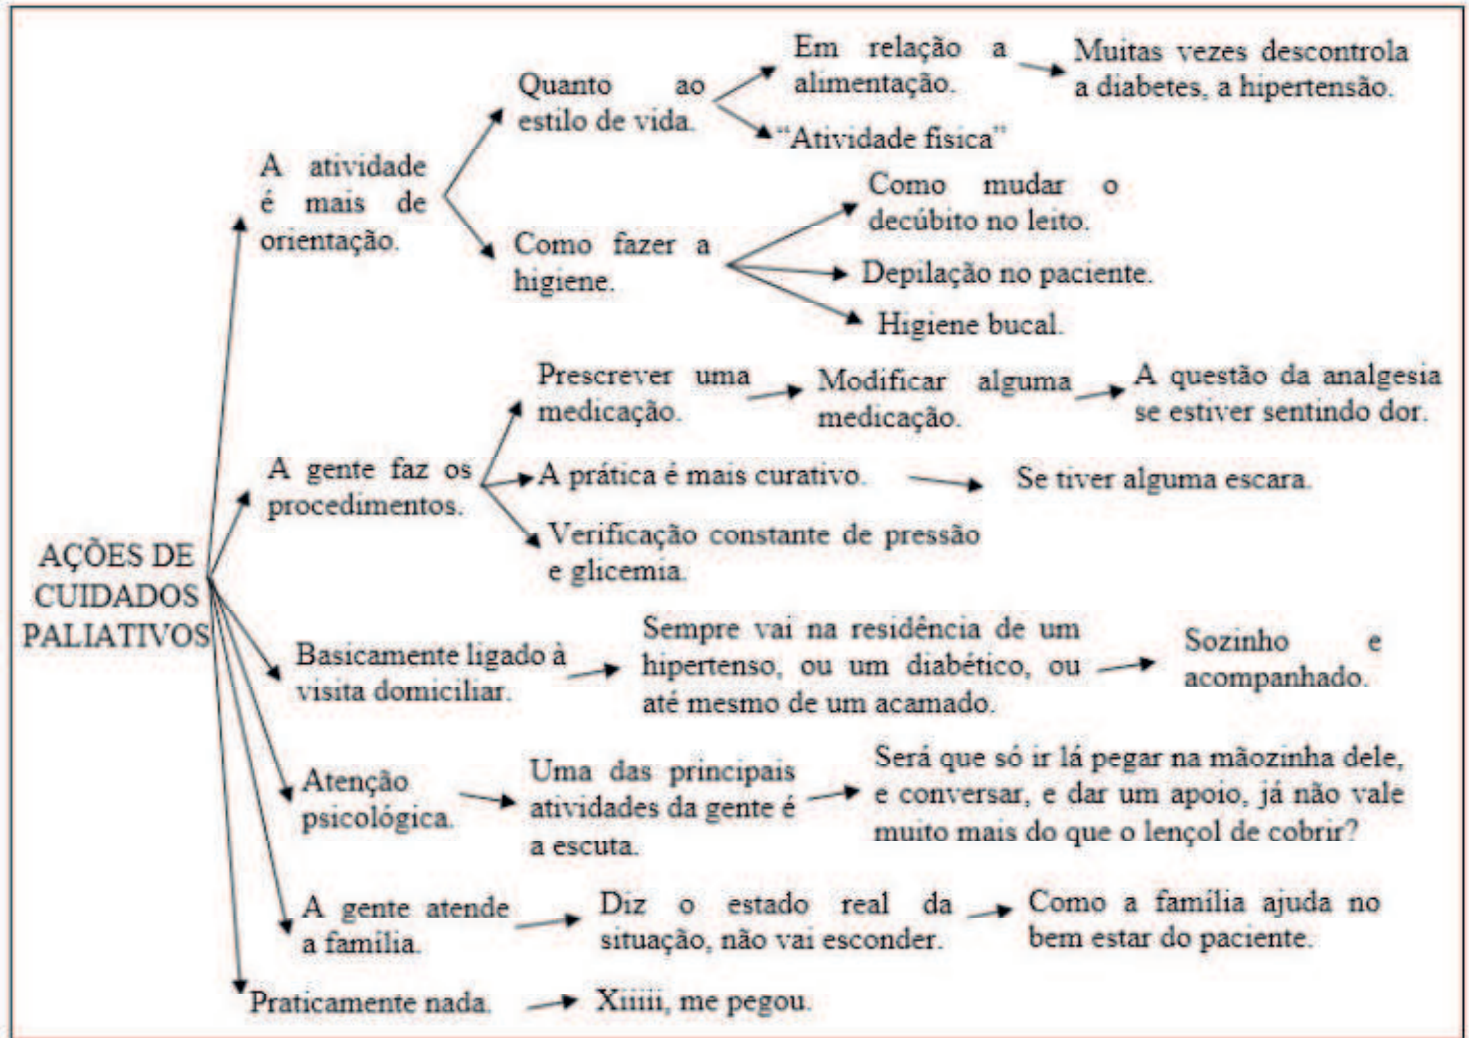 Quanto ao
estilo de vida.
Em relação a
alimentação.
Muitas vezes descontrola
a diabetes, a hipertensão.
“Atividade física”
A atividade
é mais de
orientação.
Como fazer a
higiene.
Como mudar o
decúbito no leito.
Depilação no paciente.
Higiene bucal.
Prescrever uma
medicação.
Modificar alguma
medicação.
A questão da analgesia
se estiver sentindo dor.
A gente faz os
procedimentos.
A prática é mais curativo.
Se tiver alguma escara.
Verificação constante de pressão
e glicemia.
AÇÕES DE
CUIDADOS
PALIATIVOS
Basicamente ligado à
visita domiciliar.
Sempre vai na residência de um
hipertenso, ou um diabético, ou
até mesmo de um acamado.
Sozinho e
acompanhado.
Atenção
psicológica.
Uma das principais
atividades da gente é
a escuta.
Será que só ir lá pegar na mãozinha dele,
e conversar, e dar um apoio, já não vale
muito mais do que o lençol de cobrir?
A gente atende
a família.
Diz o estado real da
situação, não vai esconder.
Como a família ajuda no
bem estar do paciente.
Praticamente nada.
Xiiiii, me pegou.